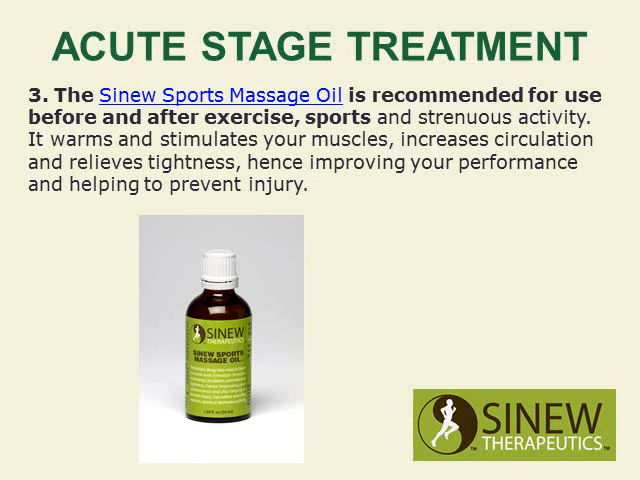 ACUTE STAGE TREATMENT
3. The Sinew Sports Massage Oil is recommended for use
before and after exercise, sports and strenuous activity.
It warms and stimulates your muscles, increases circulation
and relieves tightness, hence improving your performance
and helping to prevent injury.
SINEW
THERAPEUTICS
SINEW SPORTS
MASSAGE OIL
SINEW
THERAPEUTICS™